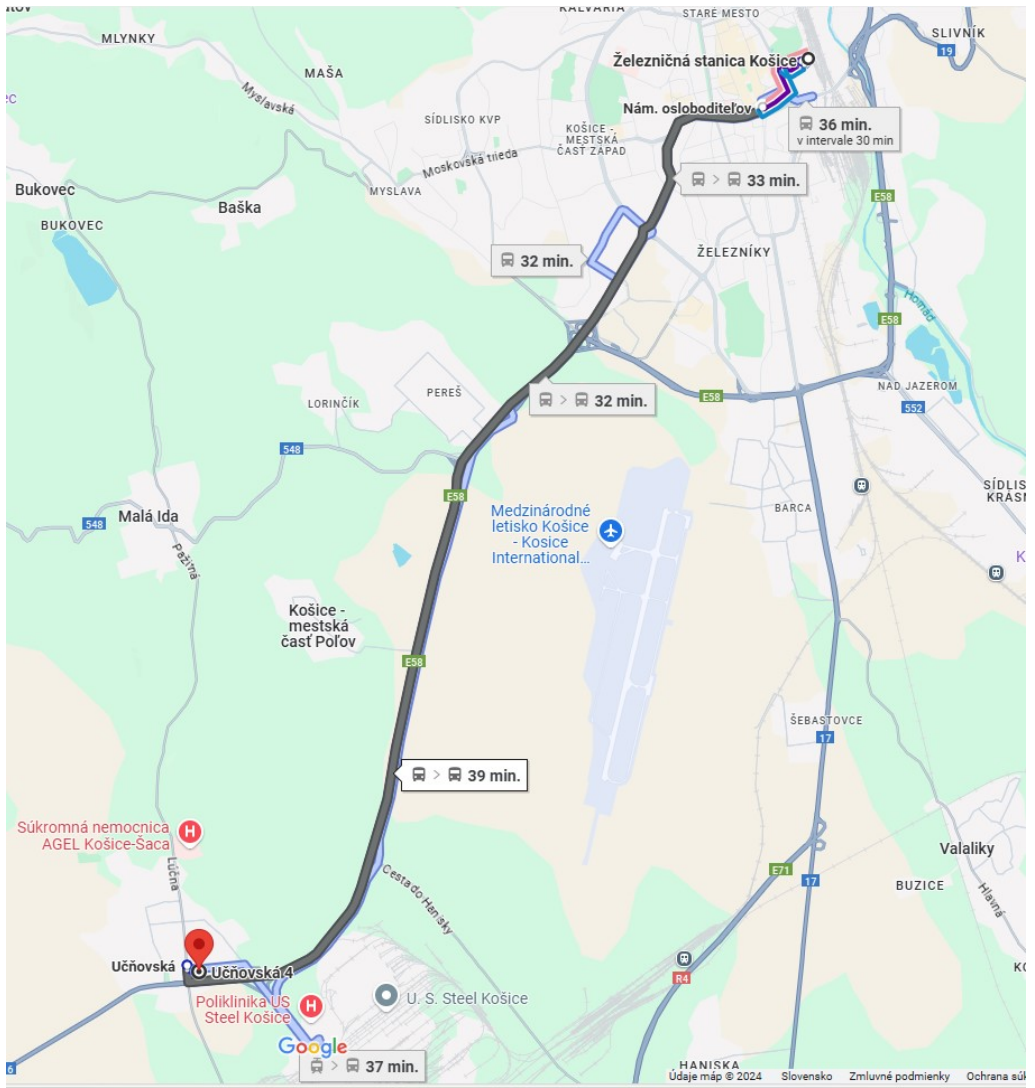 KALVÁRIA
STARÉ MESTO
SLIVNÍK
MLYNKY
19
Železničná stanica Košice
MAŠA
Myslavská
Nám. osloboditeľov
SÍDLISKO KVP
36 min.
v intervale 30 min
KOŠICE -
MESTSKÁ
ČASŤ ZÁPAD
Moskovská trieda
33 min.
MYSLAVA
Bukovec
E58
Baška
BUKOVEC
ŽELEZNÍKY
32 min.
Hornád
E58
PEREŠ
NAD JAZEROM
LORINČÍK
> 32 min.
E58
552
548
SÍDLIS
KRÁSN
E58
BARCA
Medzinárodné
letisko Košice
- Kosice
International...
Malá Ida
548
Pažitná
K
Košice -
mestská
časť Poľov
E58
ŠEBASTOVCE
17
> 39 min.
Súkromná nemocnica
AGEL Košice-Šaca
Lúčna
Valaliky
E71
Cesta do Haniský
17
BUZICE
Hlavná
Učňovská
Učňovská 4
R4
U. S. Steel Košice
Poliklinika US
Steel Košice
Google
> 37 min.
HANISKA
Údaje máp © 2024 Slovensko Zmluvné podmienky Ochrana súk